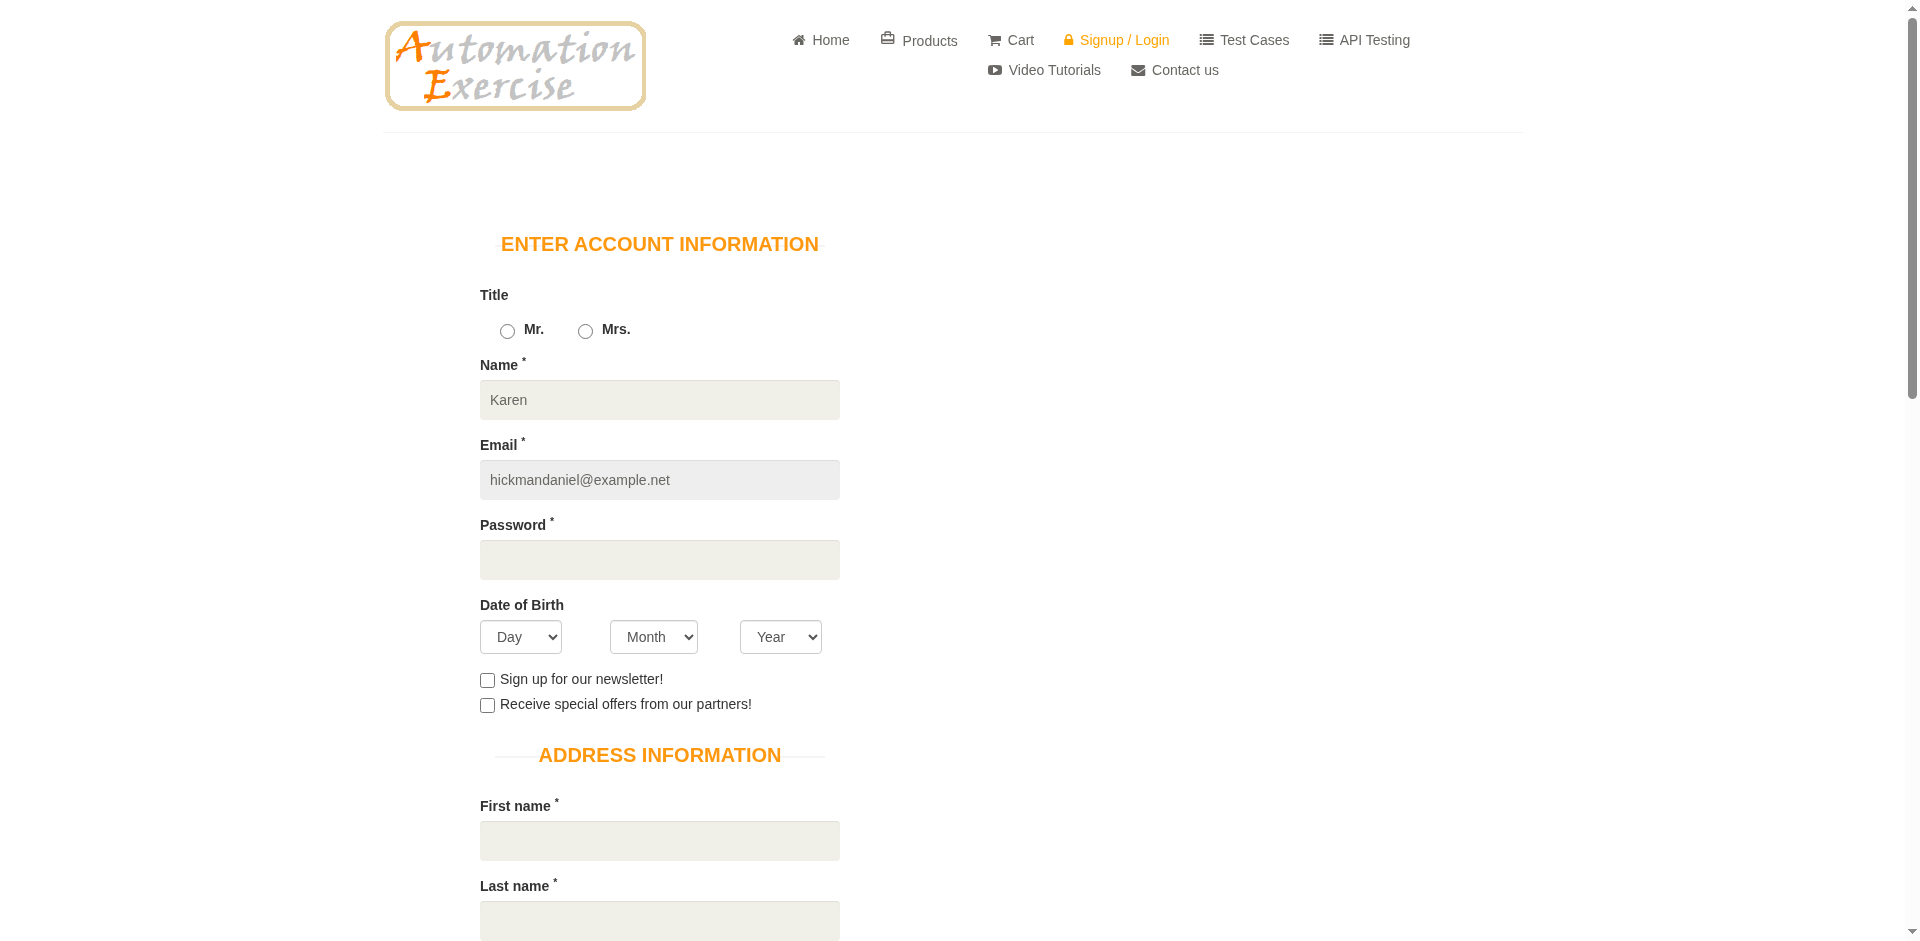 Automation
Exercise
Home
Products
Cart
Signup / Login
Test Cases
API Testing
Video Tutorials
Contact us
ENTER ACCOUNT INFORMATION
Title
Mr.
Mrs.
Name *
Karen
Email *
hickmandaniel@example.net
Password *
Date of Birth
Day
Month
Year
Sign up for our newsletter!
Receive special offers from our partners!
ADDRESS INFORMATION
First name *
Last name *